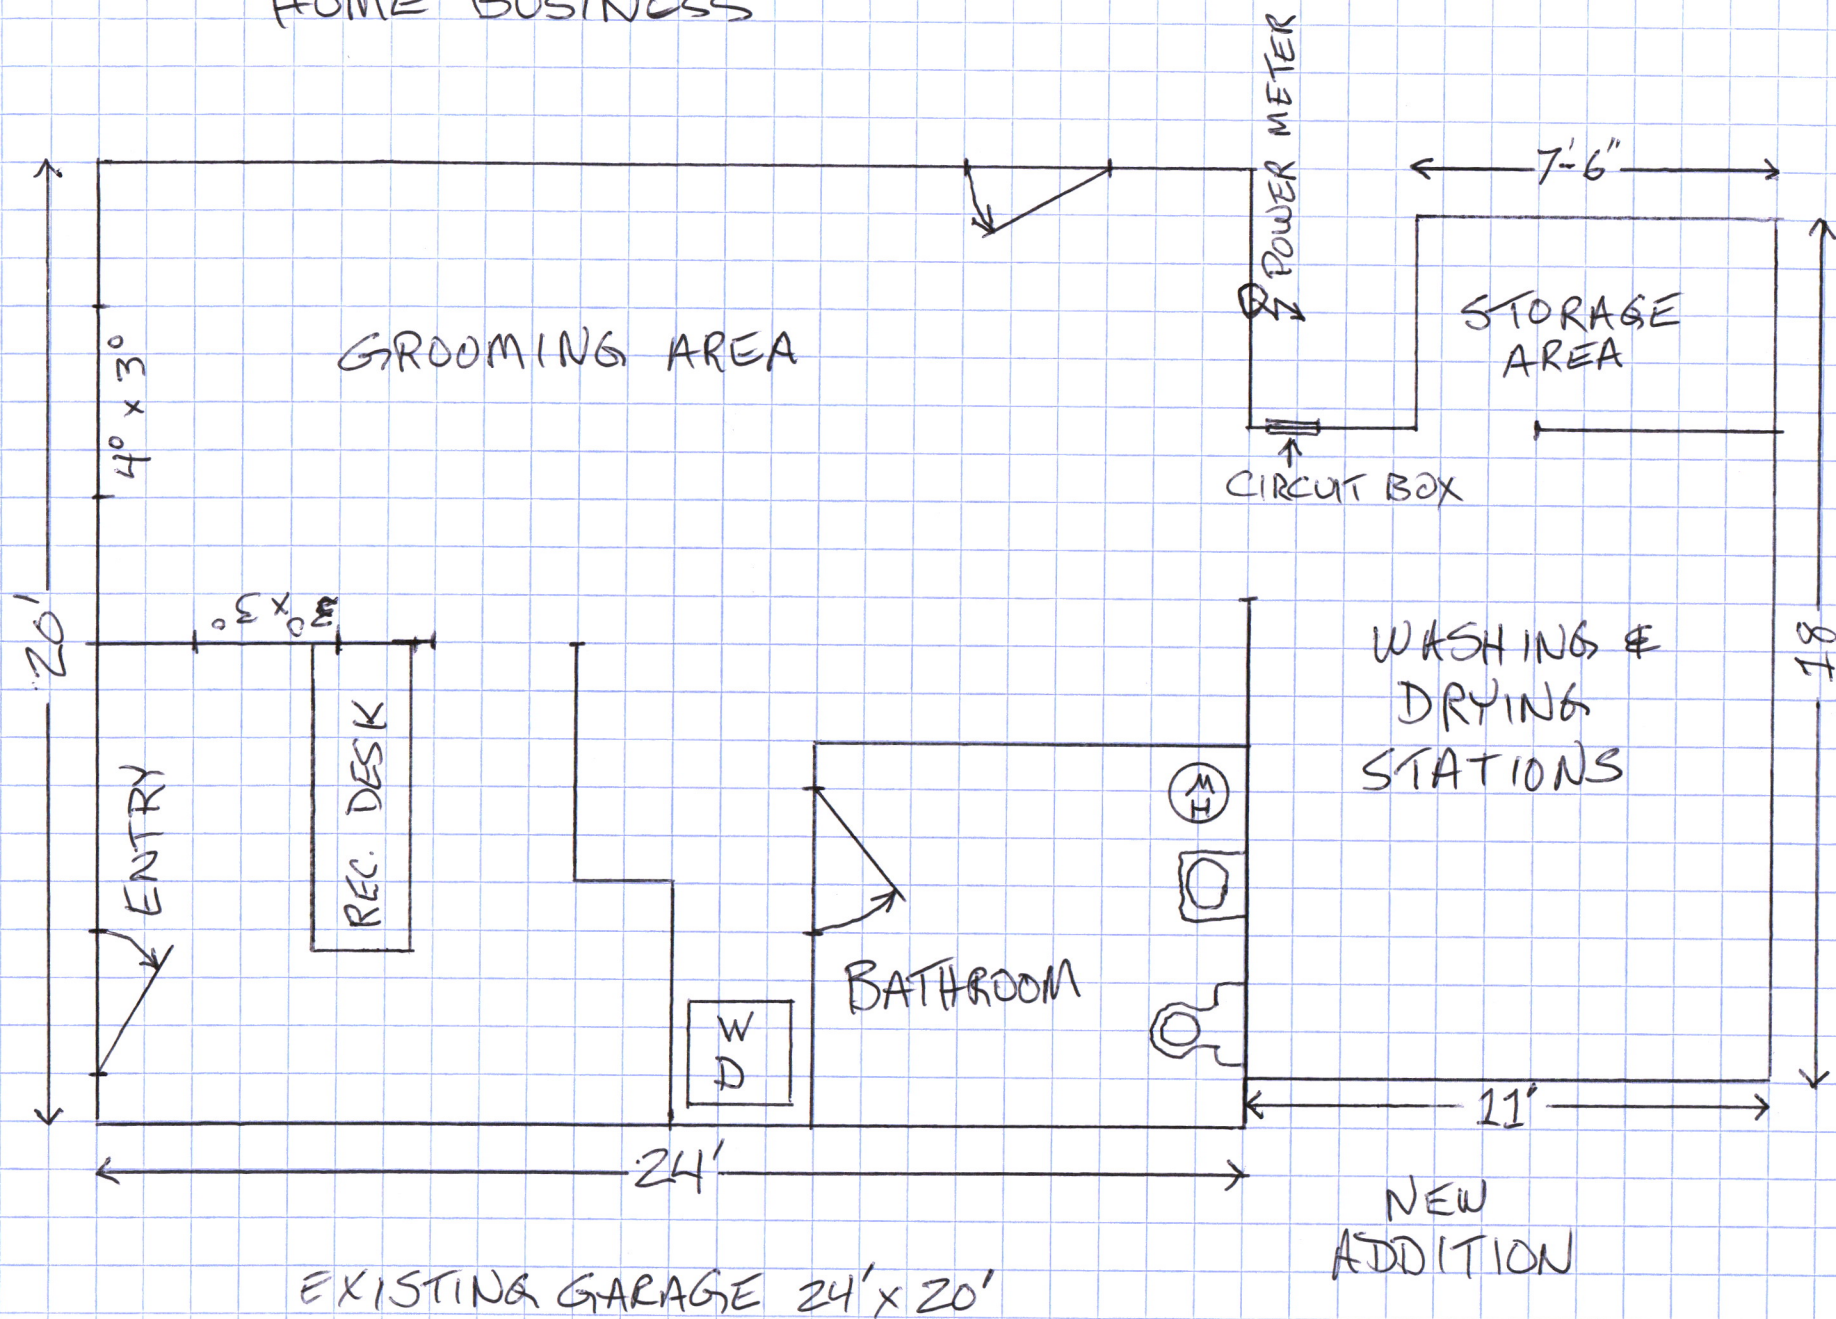 HOME BUSINESS
POWER METER
7'-6"
STORAGE
AREA
GROOMING AREA
4⁰ x 3⁰
CIRCUIT BOX
20'
3⁰ x 3⁰
18'
WASHING &
DRYING
STATIONS
REC. DESK
ENTRY
WH
BATHROOM
W
D
11'
24'
NEW
ADDITION
EXISTING GARAGE 24' x 20'